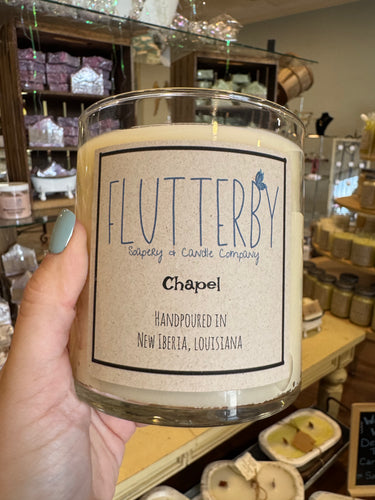 FLUTTERBY
Soapery & Candle Company
Chapel
Handpoured in
New Iberia, Louisiana